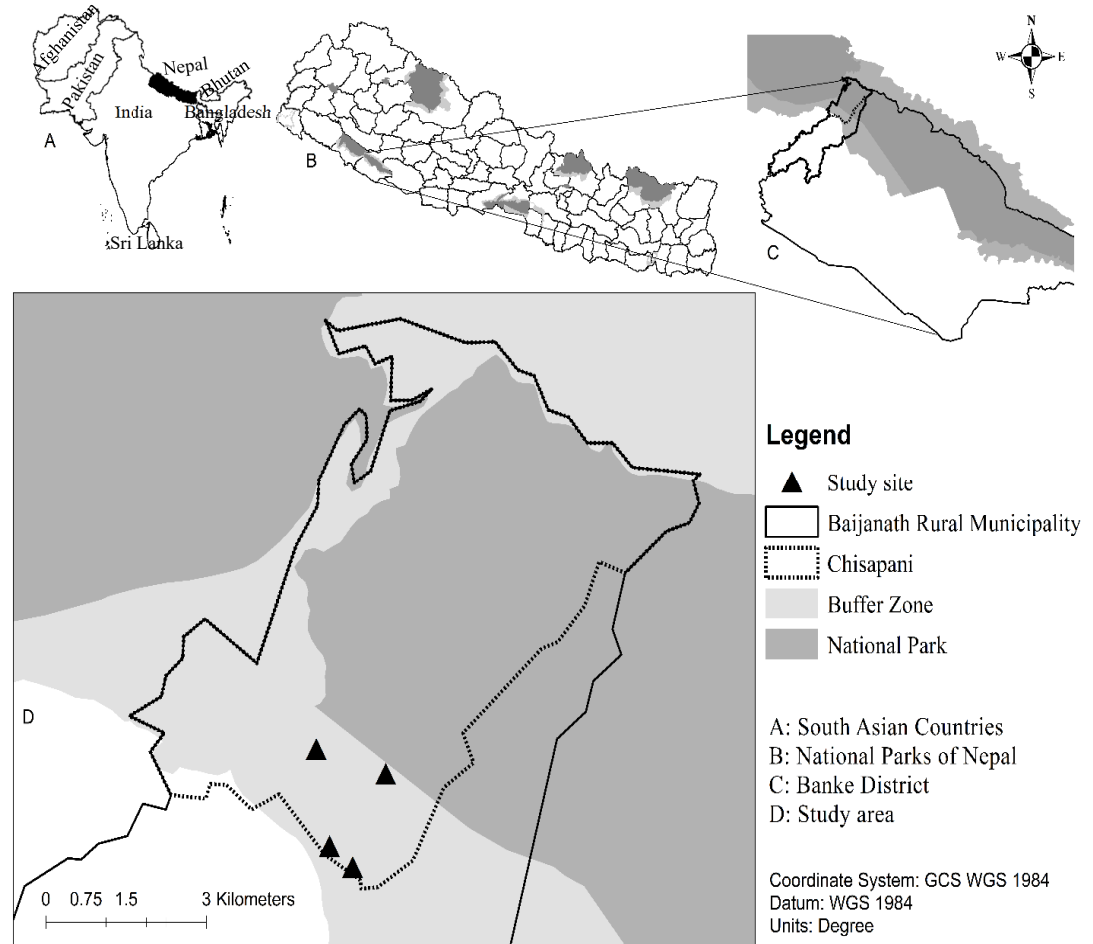 Afghanistan
Pakistan
Nepal
Bhutan
India
Bangladesh
Sri Lanka
A
B
N
W
E
S
C
D
0 0.75 1.5 3 Kilometers
Legend
Study site
Baijanath Rural Municipality
Chisapani
Buffer Zone
National Park
A: South Asian Countries
B: National Parks of Nepal
C: Banke District
D: Study area
Coordinate System: GCS WGS 1984
Datum: WGS 1984
Units: Degree